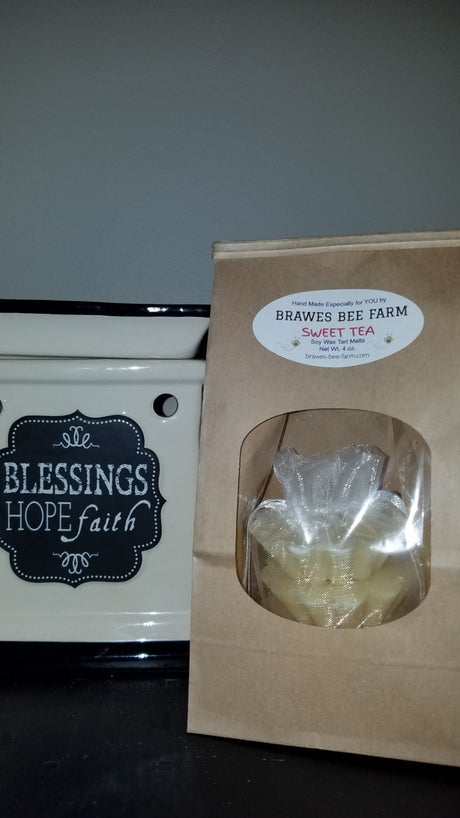 BLESSINGS
HOPE faith
Hand Made Especially for YOU by
BRAWES BEE FARM
SWEET TEA
Soy Wax Tart Melts
Net Wt. 4 oz.
brawes-bee-farm.com